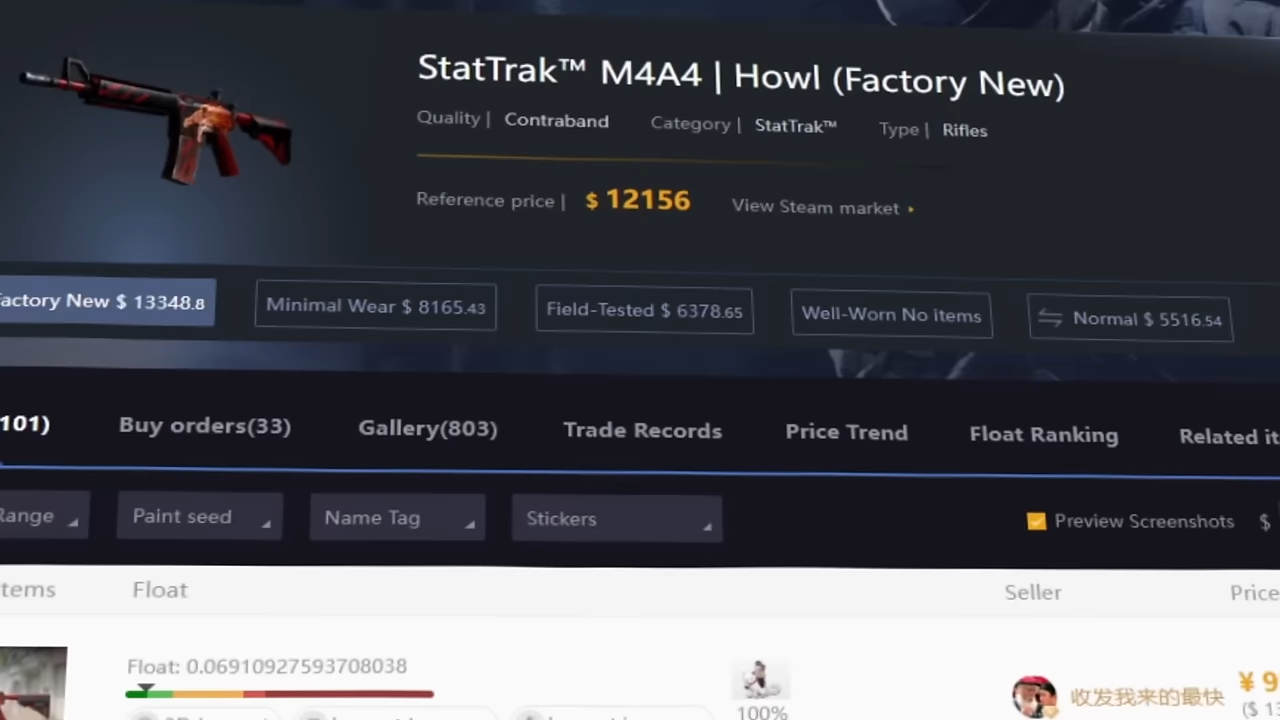 StatTrak™ M4A4 | Howl (Factory New)
Quality | Contraband Category | StatTrak™ Type | Rifles
Reference price | $ 12156 View Steam market
Factory New $ 13348.8 Minimal Wear $ 8165.43 Field-Tested $ 6378.65 Well-Worn No items Normal $ 5516.54
101) Buy orders(33) Gallery(803) Trade Records Price Trend Float Ranking Related it
Range Paint seed Name Tag Stickers Preview Screenshots $
tems Float Seller Price
Float: 0.06910927593708038
100% 收发我来的最快 ¥ 9
($ 13